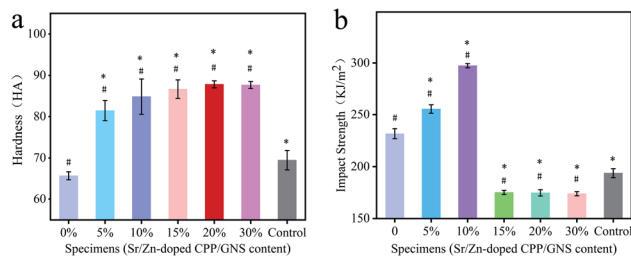 a
Hardness (HA)
100
90
80
70
60
* * * * *
# # # # # # *
0% 5% 10% 15% 20% 30% Control
Specimens (Sr/Zn-doped CPP/GNS content)
b
Impact Strength (KJ/m²)
300
250
200
150
*
#
*
#
#
* * * *
# # #
0 5% 10% 15% 20% 30% Control
Specimens (Sr/Zn-doped CPP/GNS content)